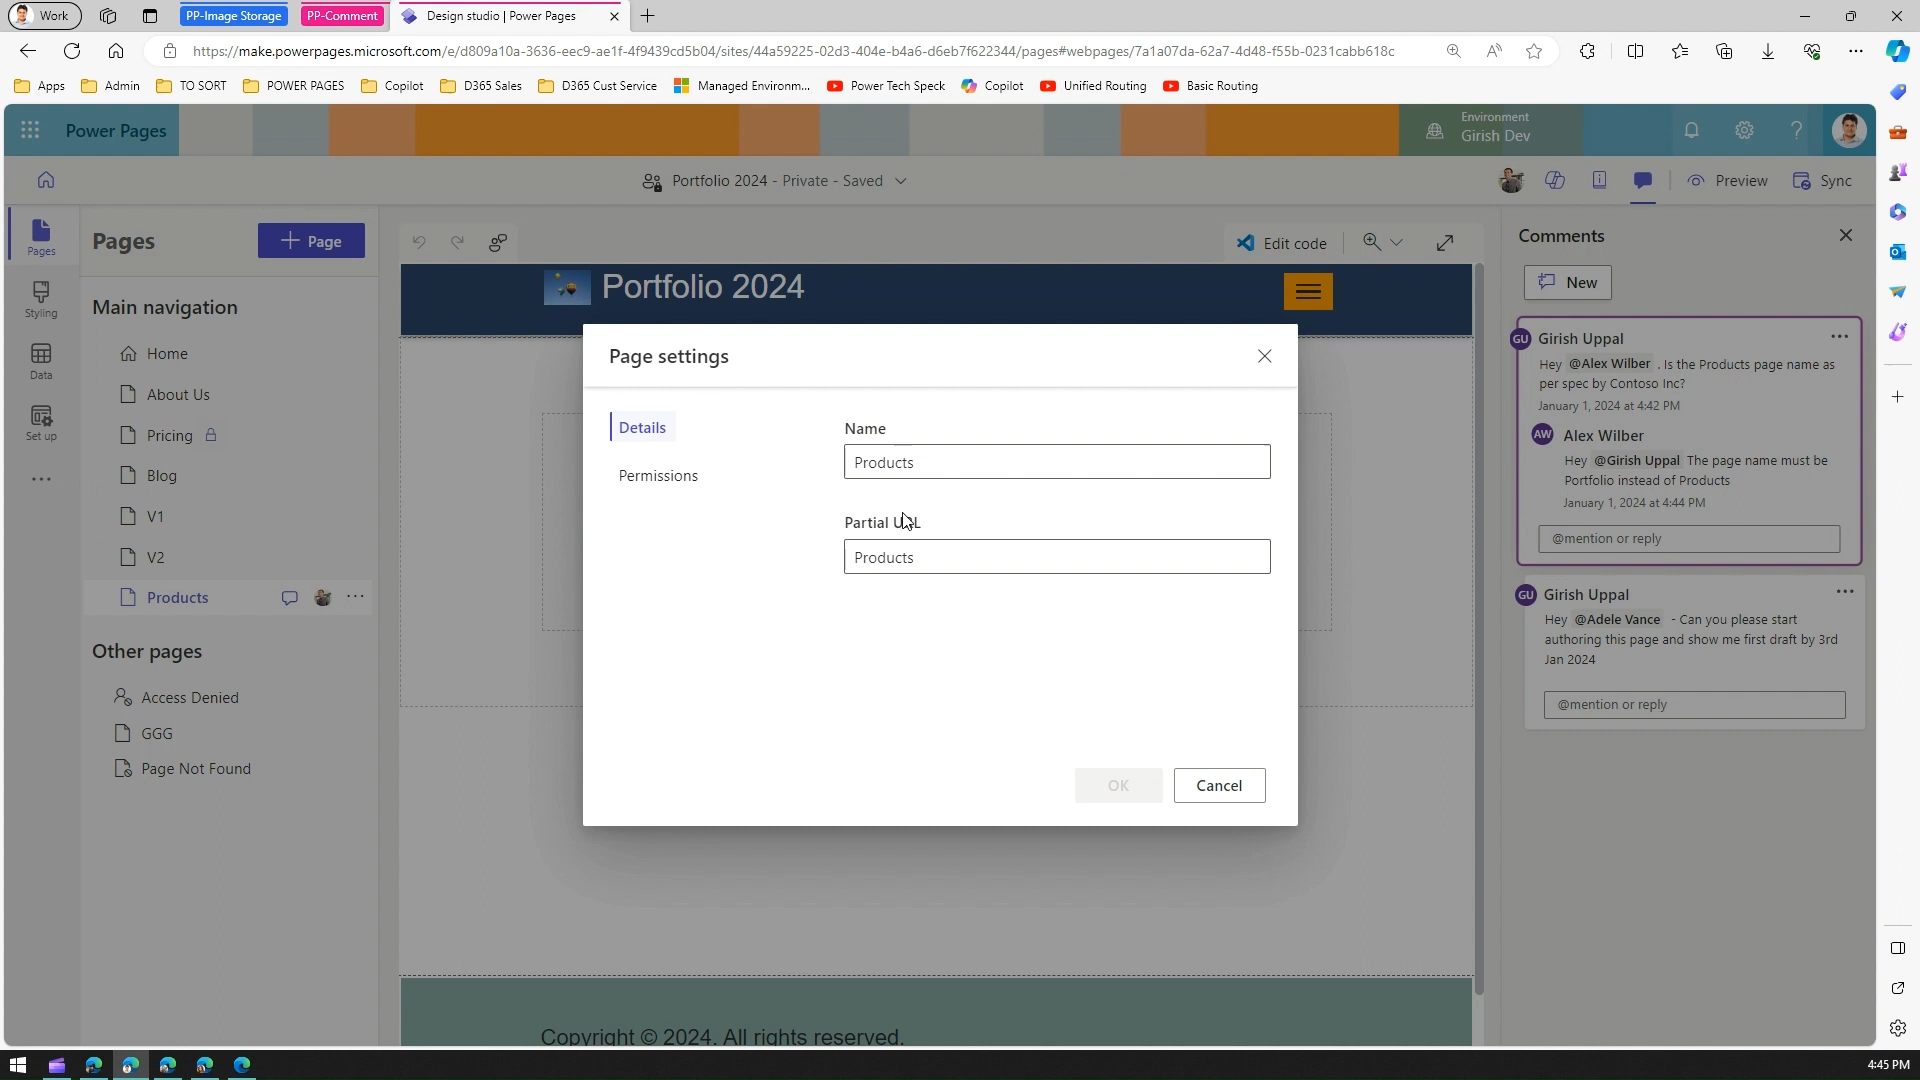 Work
PP-Image Storage
PP-Comment
Design studio | Power Pages
https://make.powerpages.microsoft.com/e/d809a10a-3636-eec9-ae1f-4f9439cd5b04/sites/44a59225-02d3-404e-b4a6-d6eb7f622344/pages#webpages/7a1a07da-62a7-4d48-f55b-0231cabb618c
Apps
Admin
TO SORT
POWER PAGES
Copilot
D365 Sales
D365 Cust Service
Managed Environm...
Power Tech Speck
Copilot
Unified Routing
Basic Routing
Power Pages
Environment
Girish Dev
Portfolio 2024 - Private - Saved
Preview
Sync
Pages
Styling
Data
Set up
Pages
Page
Main navigation
Home
About Us
Pricing
Blog
V1
V2
Products
Other pages
Access Denied
GGG
Page Not Found
Edit code
Portfolio 2024
Page settings
Details
Permissions
Name
Products
Partial URL
Products
OK
Cancel
Copyright © 2024. All rights reserved.
Comments
New
GU
Girish Uppal
Hey @Alex Wilber . Is the Products page name as
per spec by Contoso Inc?
January 1, 2024 at 4:42 PM
AW
Alex Wilber
Hey @Girish Uppal The page name must be
Portfolio instead of Products
January 1, 2024 at 4:44 PM
@mention or reply
GU
Girish Uppal
Hey @Adele Vance - Can you please start
authoring this page and show me first draft by 3rd
Jan 2024
@mention or reply
4:45 PM